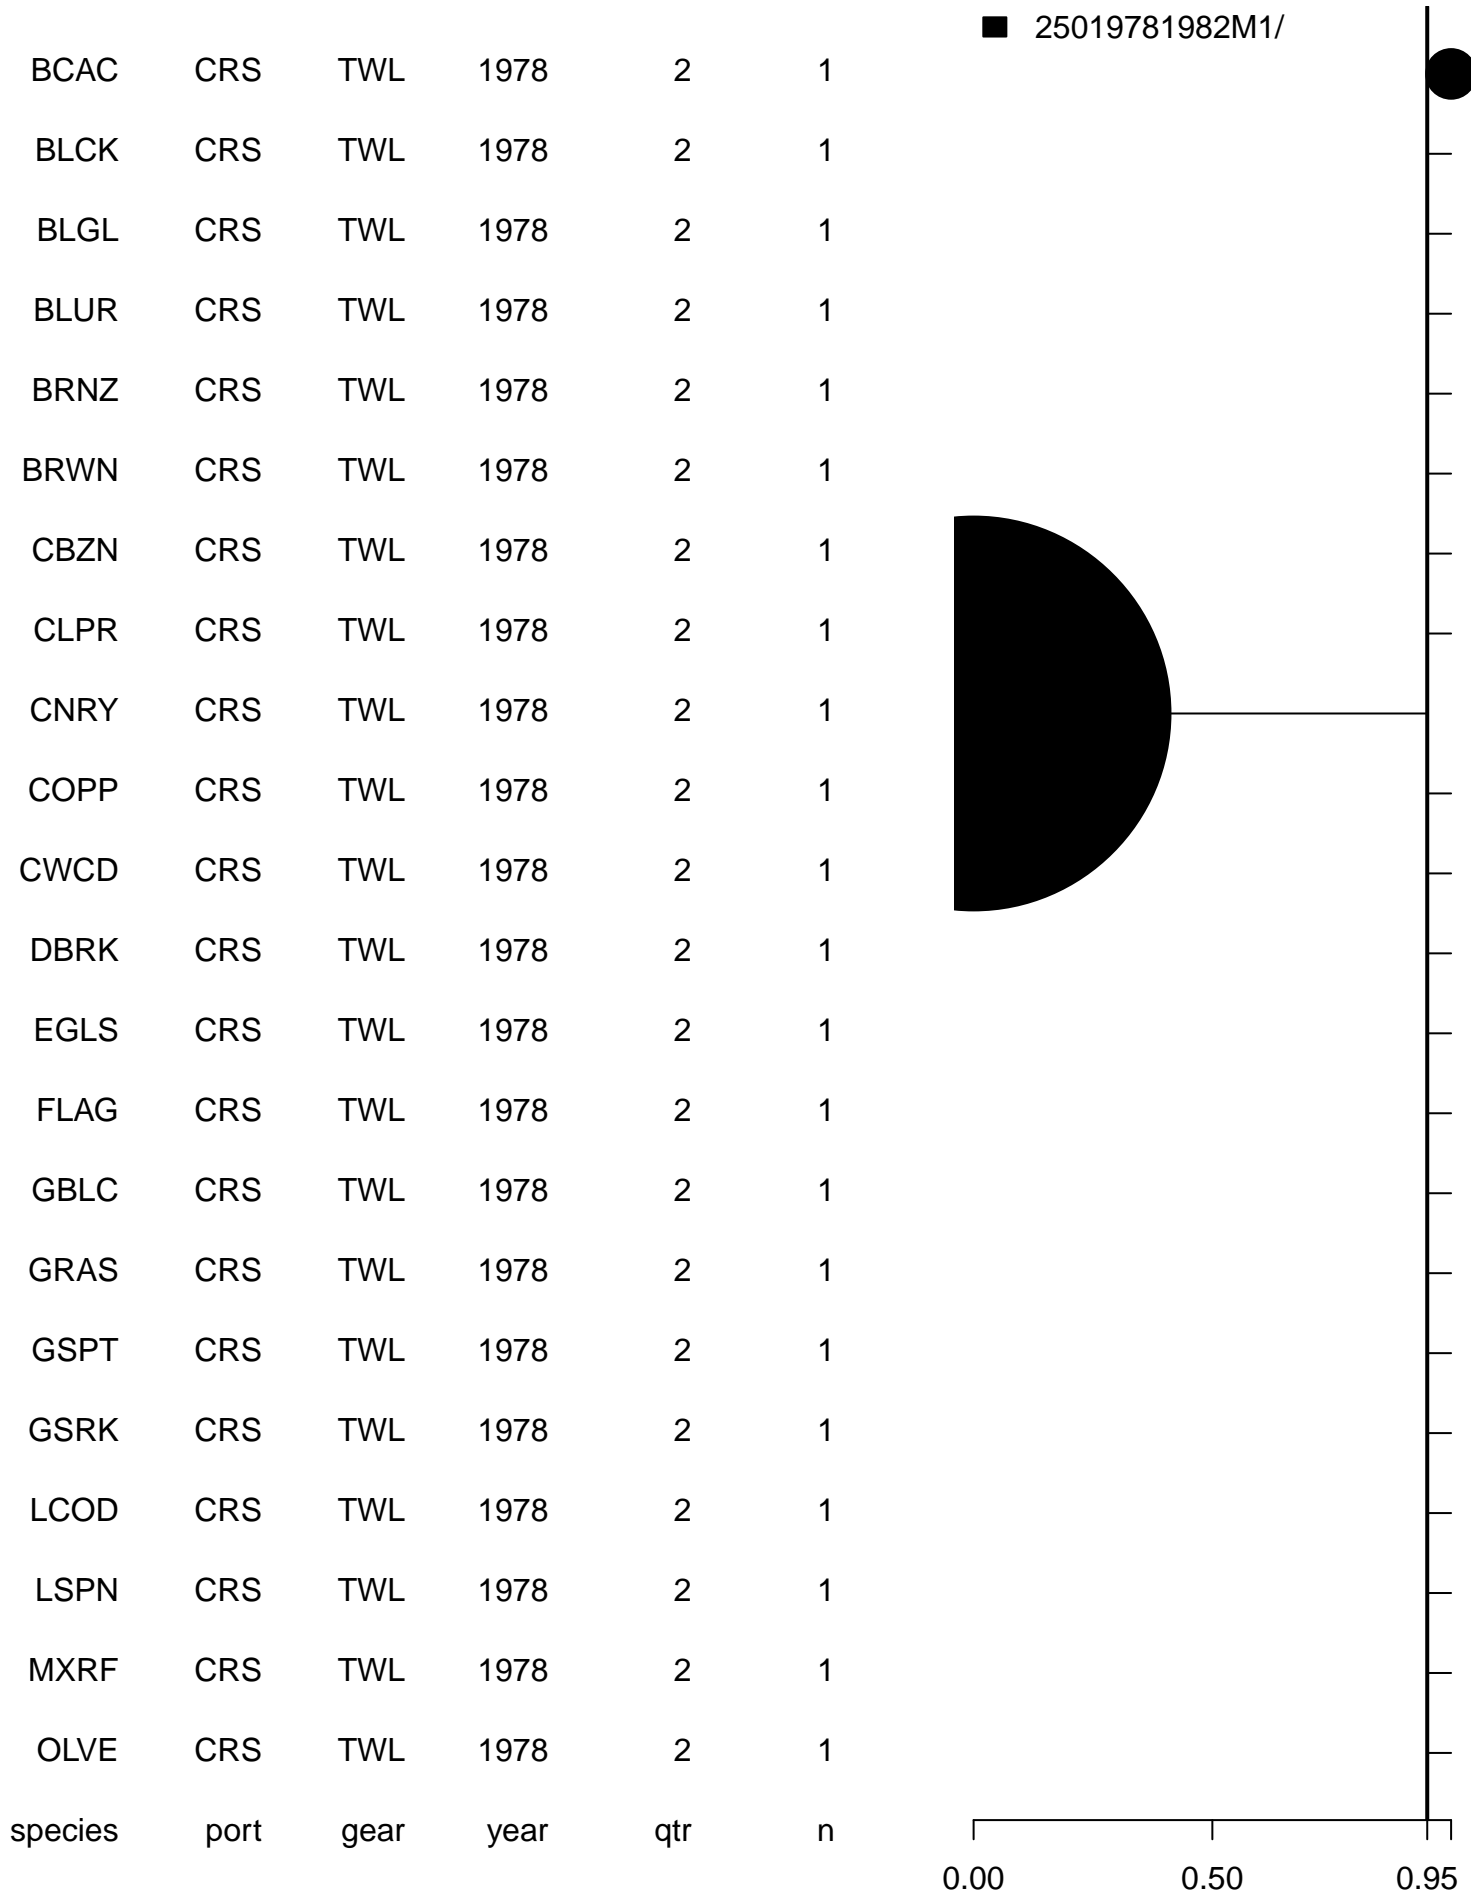 25019781982M1/
BCAC CRS TWL 1978 2 1
BLCK CRS TWL 1978 2 1
BLGL CRS TWL 1978 2 1
BLUR CRS TWL 1978 2 1
BRNZ CRS TWL 1978 2 1
BRWN CRS TWL 1978 2 1
CBZN CRS TWL 1978 2 1
CLPR CRS TWL 1978 2 1
CNRY CRS TWL 1978 2 1
COPP CRS TWL 1978 2 1
CWCD CRS TWL 1978 2 1
DBRK CRS TWL 1978 2 1
EGLS CRS TWL 1978 2 1
FLAG CRS TWL 1978 2 1
GBLC CRS TWL 1978 2 1
GRAS CRS TWL 1978 2 1
GSPT CRS TWL 1978 2 1
GSRK CRS TWL 1978 2 1
LCOD CRS TWL 1978 2 1
LSPN CRS TWL 1978 2 1
MXRF CRS TWL 1978 2 1
OLVE CRS TWL 1978 2 1
species port gear year qtr n
0.00 0.50 0.95